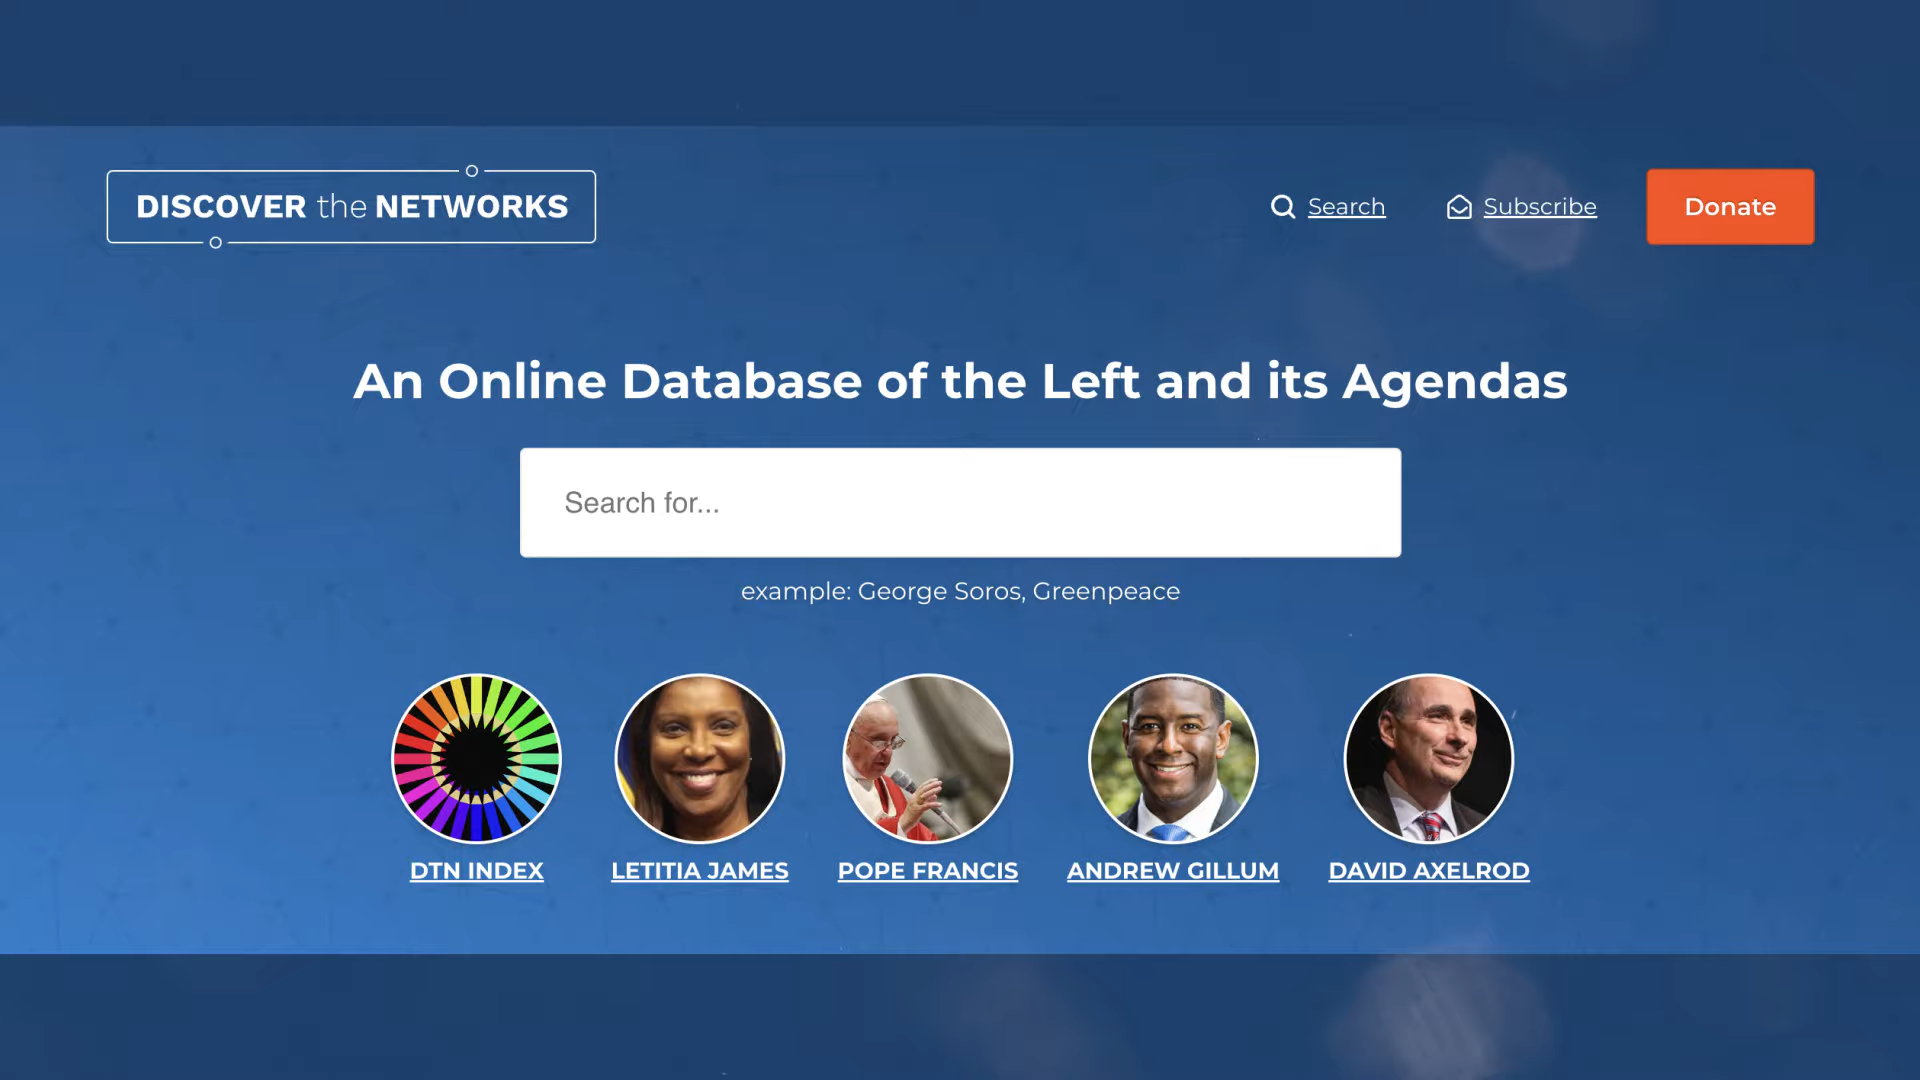 DISCOVER the NETWORKS
Search
Subscribe
Donate
An Online Database of the Left and its Agendas
Search for...
example: George Soros, Greenpeace
DTN INDEX
LETITIA JAMES
POPE FRANCIS
ANDREW GILLUM
DAVID AXELROD